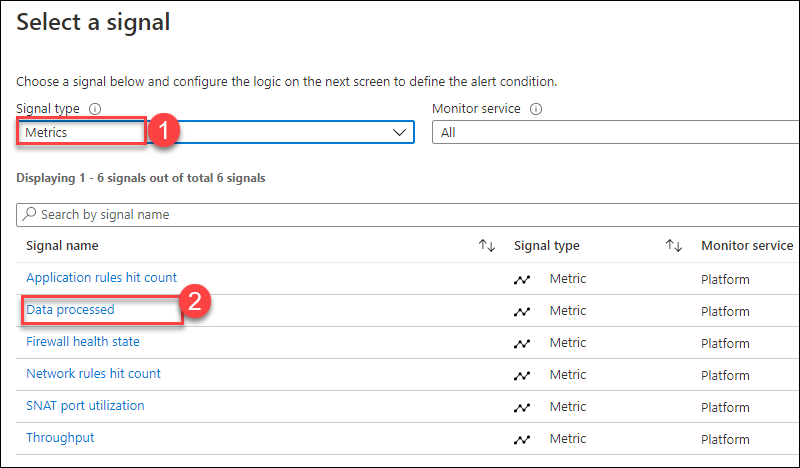 Select a signal
Choose a signal below and configure the logic on the next screen to define the alert condition.
Signal type Monitor service
Metrics 1 All
Displaying 1 - 6 signals out of total 6 signals
Search by signal name
Signal name Signal type Monitor service
Application rules hit count Metric Platform
Data processed 2 Metric Platform
Firewall health state Metric Platform
Network rules hit count Metric Platform
SNAT port utilization Metric Platform
Throughput Metric Platform